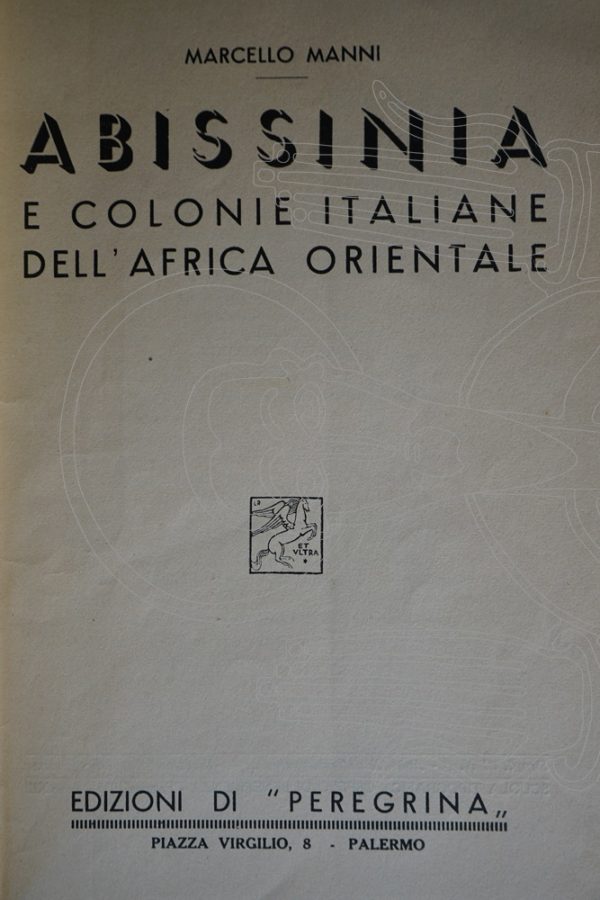 MARCELLO MANNI
ABISSINIA
E COLONIE ITALIANE
DELL'AFRICA ORIENTALE
ET
VLTRA
EDIZIONI DI "PEREGRINA„
PIAZZA VIRGILIO, 8 - PALERMO